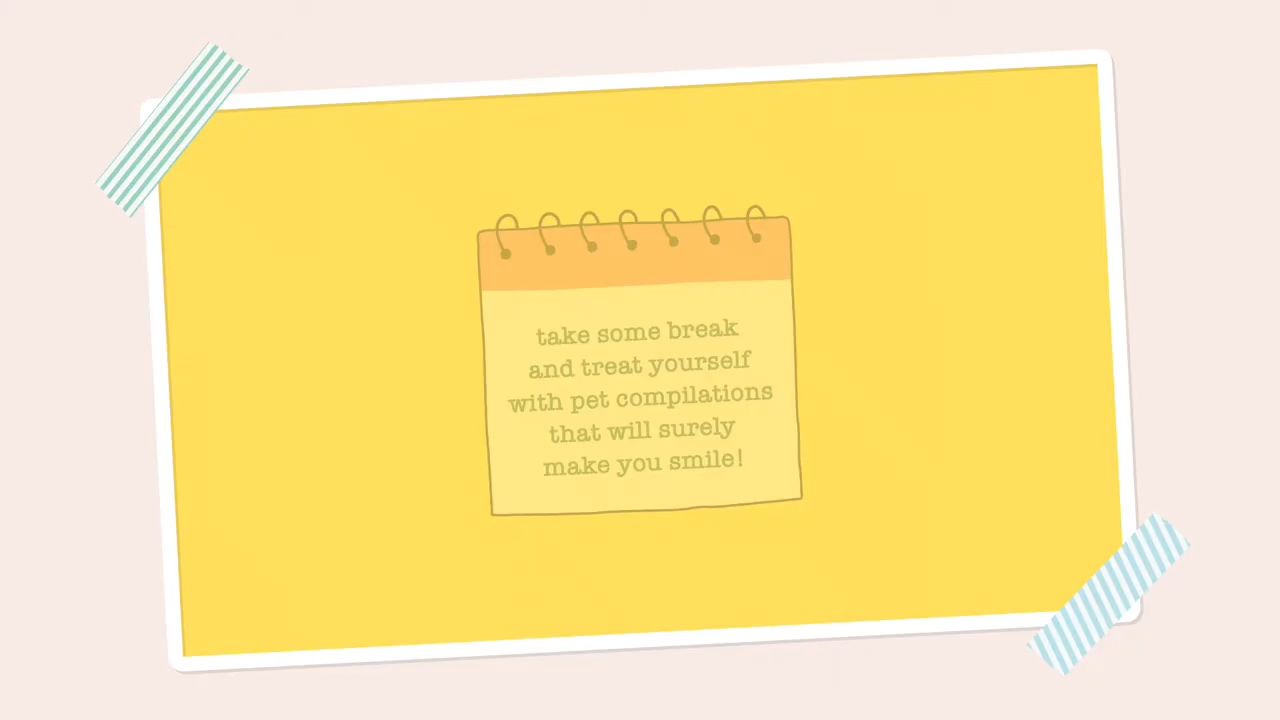 take some break
and treat yourself
with pet compilations
that will surely
make you smile!